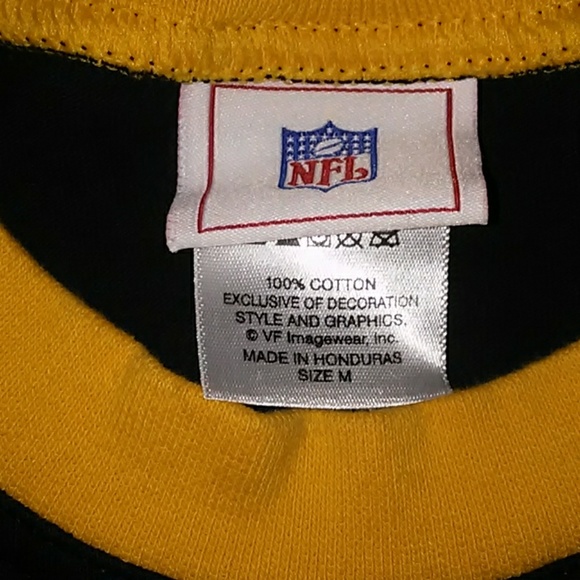 NFL
100% COTTON
EXCLUSIVE OF DECORATION
STYLE AND GRAPHICS.
© VF Imagewear, Inc.
MADE IN HONDURAS
SIZE M